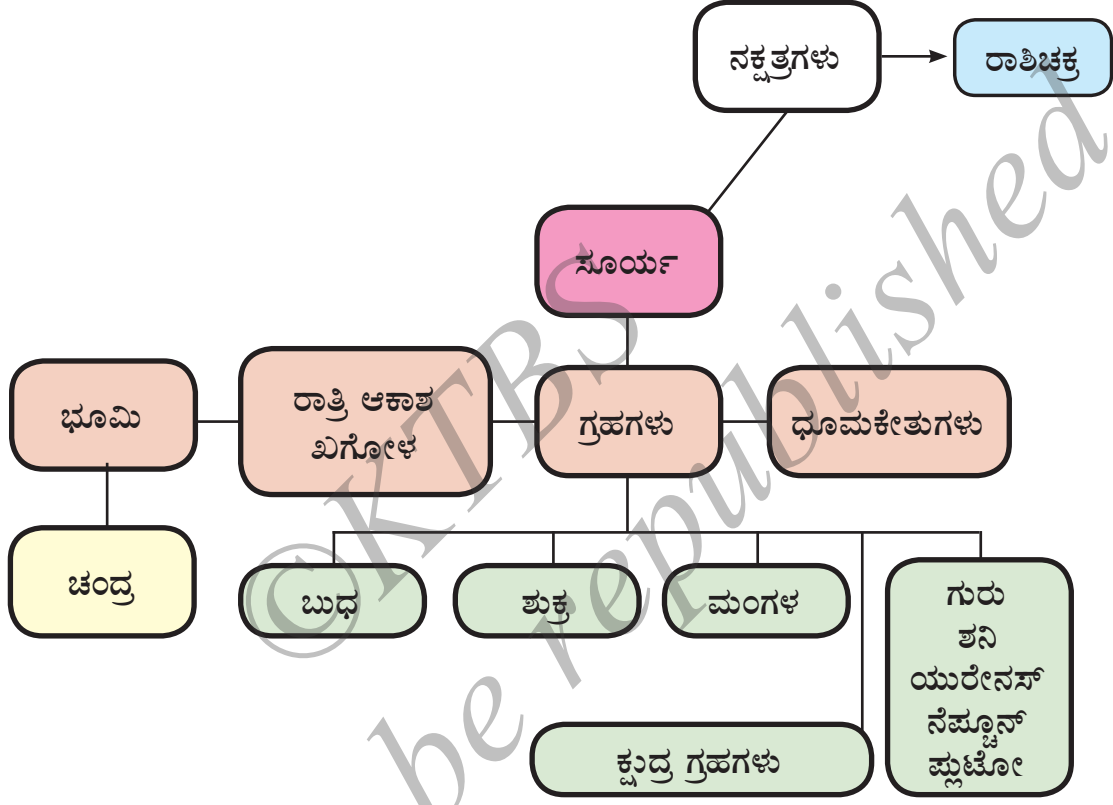 ನಕ್ಷತ್ರಗಳು
ರಾಶಿಚಕ್ರ
ಸೂರ್ಯ
ಭೂಮಿ
ರಾತ್ರಿ ಆಕಾಶ
ಖಗೋಳ
ಗ್ರಹಗಳು
ಧೂಮಕೇತುಗಳು
ಚಂದ್ರ
ಬುಧ
ಶುಕ್ರ
ಮಂಗಳ
ಗುರು
ಶನಿ
ಯುರೇನಸ್
ನೆಪ್ಚೂನ್
ಪ್ಲುಟೋ
ಕ್ಷುದ್ರ ಗ್ರಹಗಳು
©KTBS
be republished